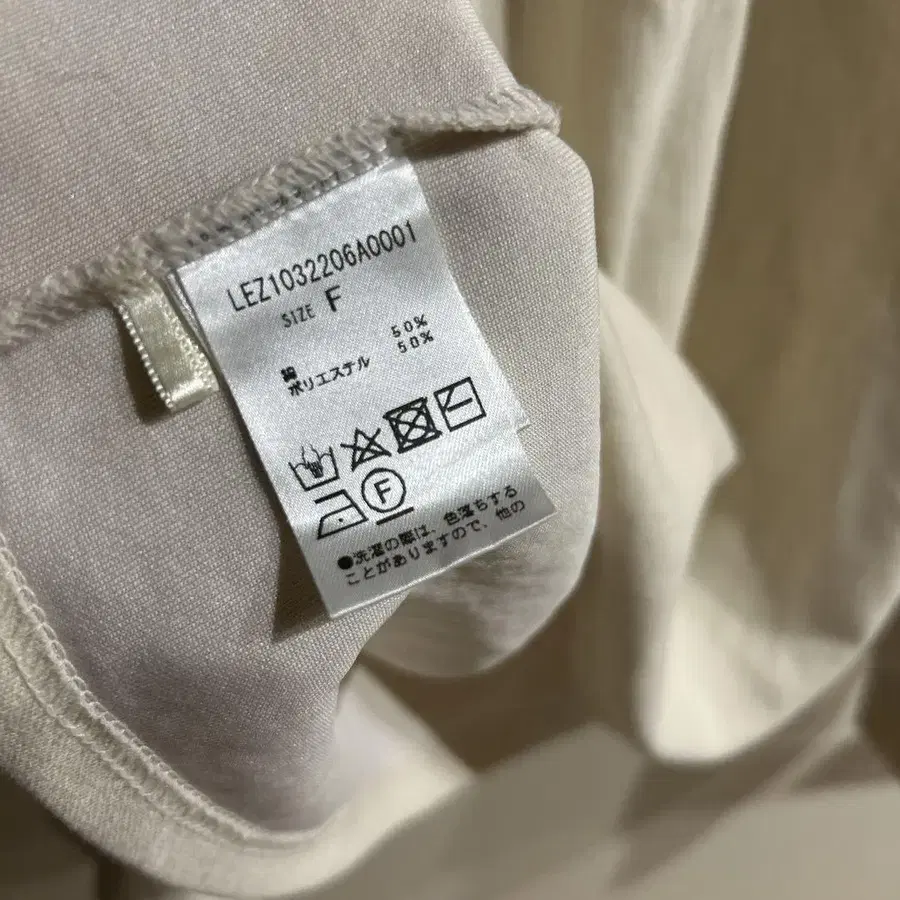 LEZ1032206A0001
SIZE F
綿 50%
ポリエステル 50%
F
●洗濯の際は、色落ちする
ことがありますので、他の